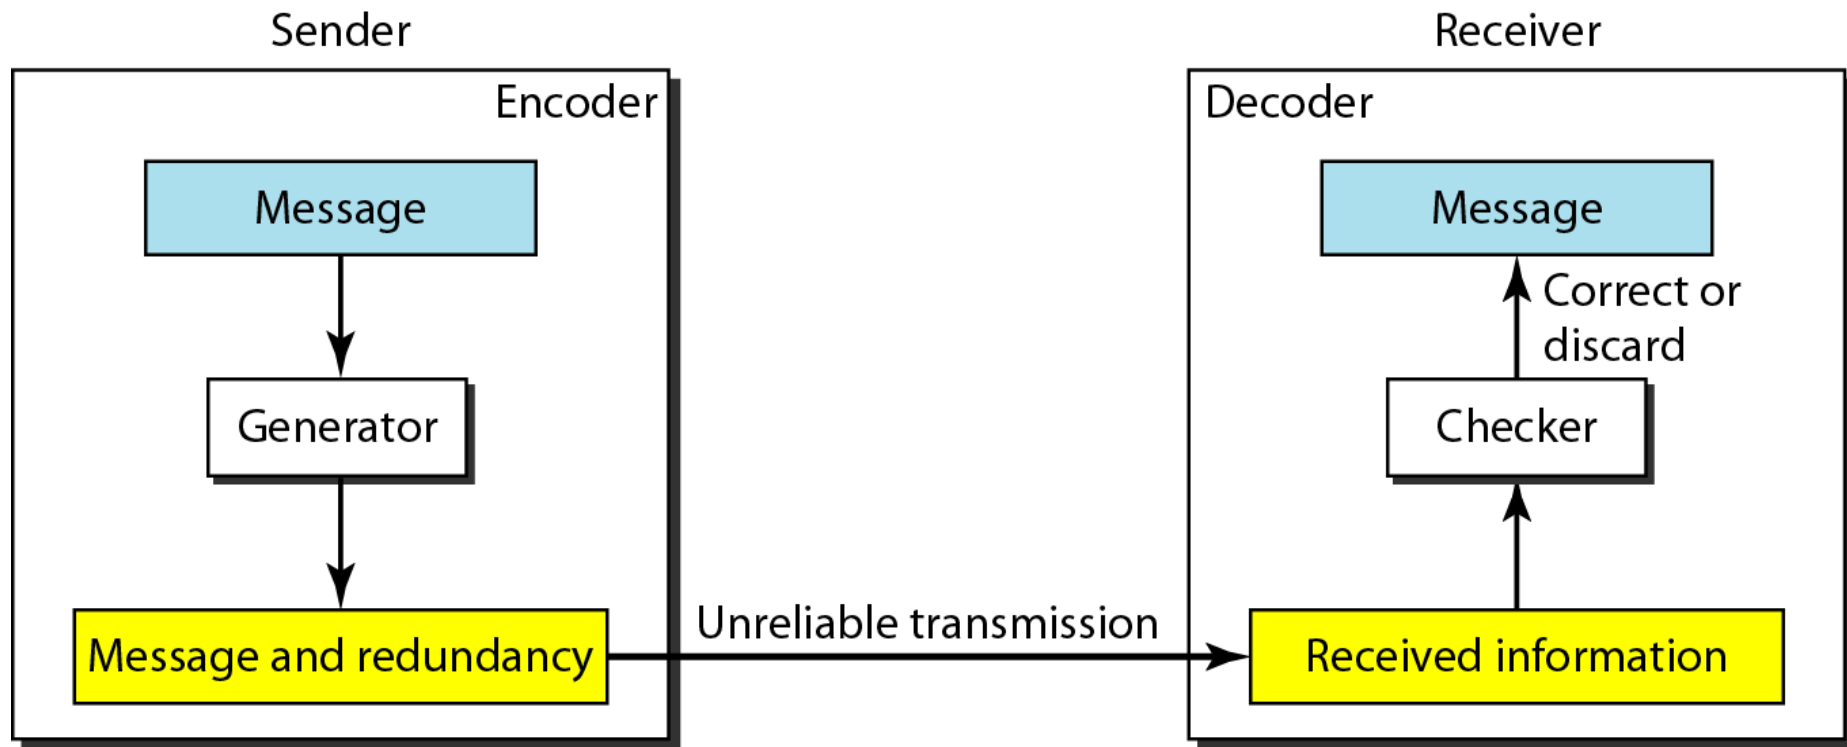 Sender
Encoder
Message
Generator
Message and redundancy
Unreliable transmission
Receiver
Decoder
Message
Correct or
discard
Checker
Received information